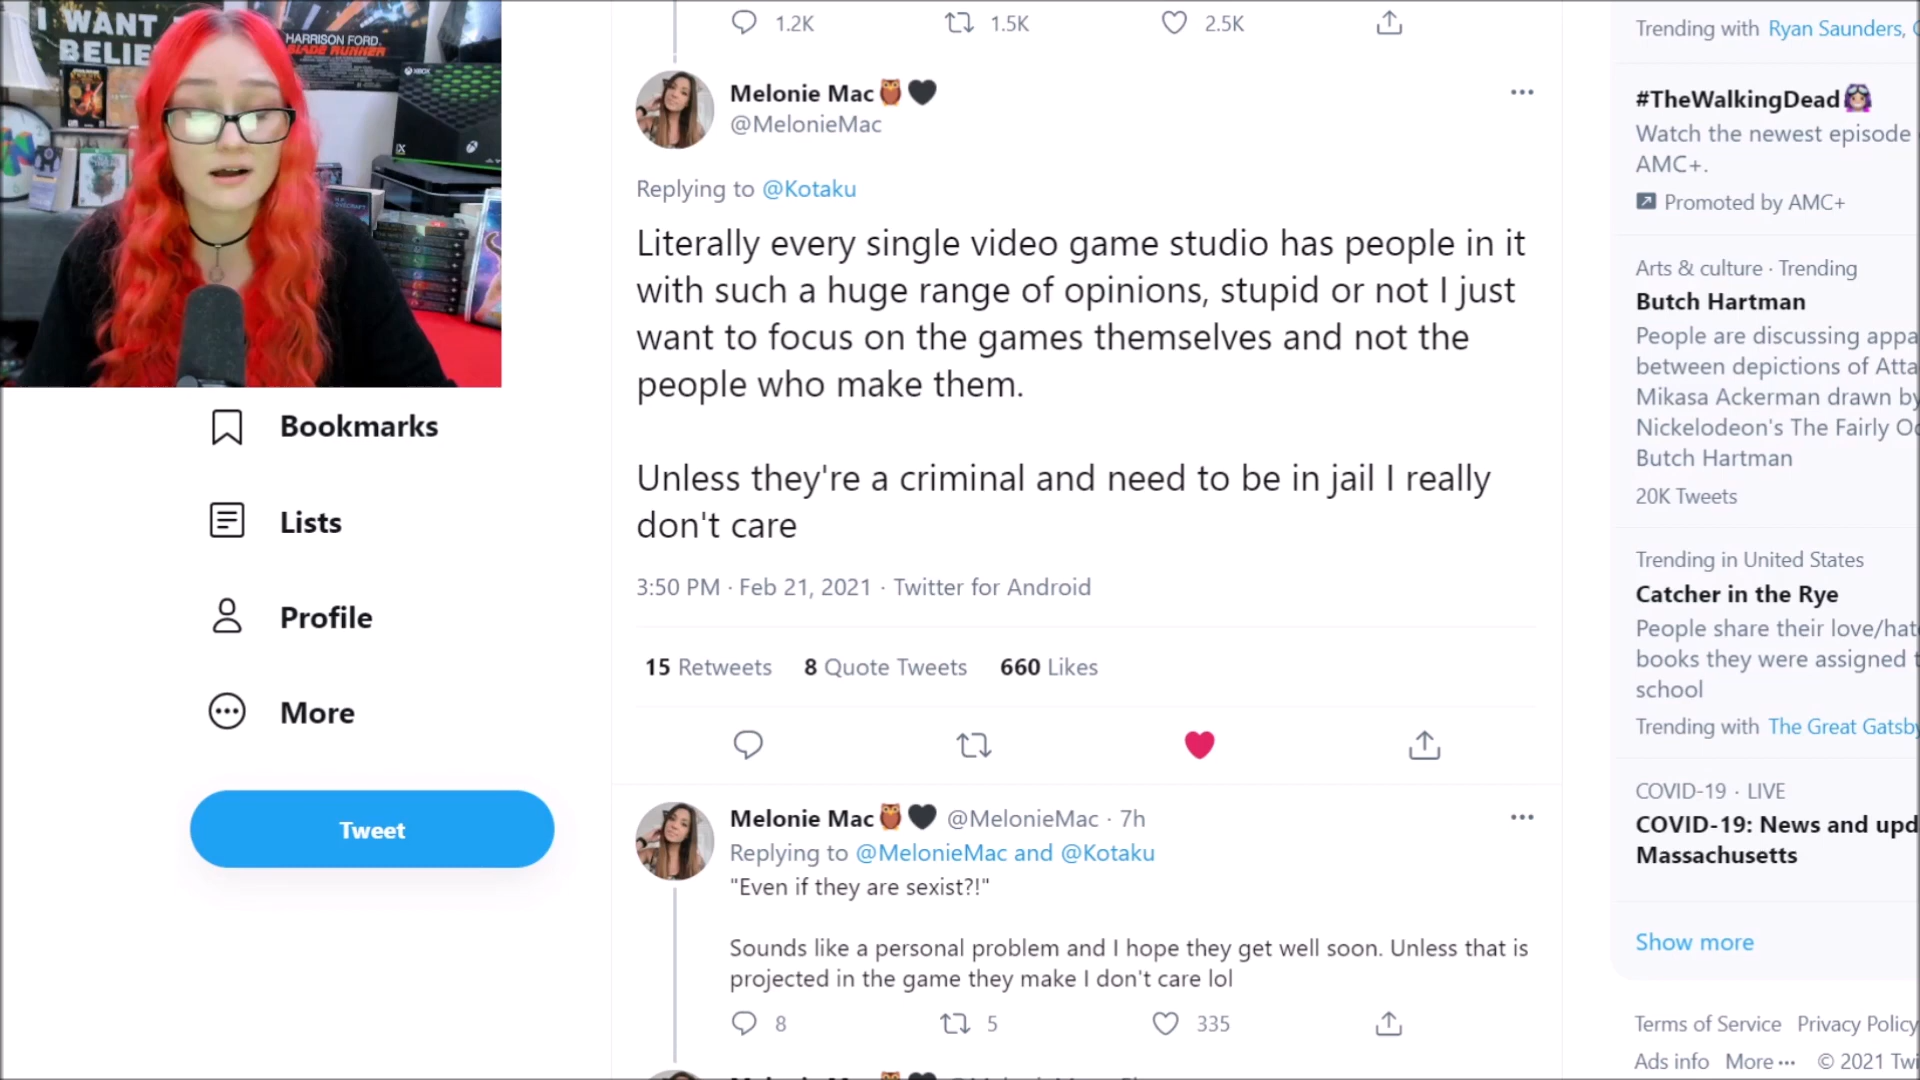 I WANT
BELIE
HARRISON FORD.
BLADE RUNNER
XBOX
1.2K
1.5K
2.5K
Melonie Mac🦉🖤
@MelonieMac
Replying to @Kotaku
Literally every single video game studio has people in it
with such a huge range of opinions, stupid or not I just
want to focus on the games themselves and not the
people who make them.
Unless they're a criminal and need to be in jail I really
don't care
3:50 PM · Feb 21, 2021 · Twitter for Android
15 Retweets 8 Quote Tweets 660 Likes
Melonie Mac🦉🖤 @MelonieMac · 7h
Replying to @MelonieMac and @Kotaku
"Even if they are sexist?!"
Sounds like a personal problem and I hope they get well soon. Unless that is
projected in the game they make I don't care lol
8
5
335
Bookmarks
Lists
Profile
More
Tweet
Trending with Ryan Saunders,
#TheWalkingDead
Watch the newest episode
AMC+.
Promoted by AMC+
Arts & culture · Trending
Butch Hartman
People are discussing appa
between depictions of Atta
Mikasa Ackerman drawn by
Nickelodeon's The Fairly O
Butch Hartman
20K Tweets
Trending in United States
Catcher in the Rye
People share their love/hat
books they were assigned t
school
Trending with The Great Gatsby
COVID-19 · LIVE
COVID-19: News and upd
Massachusetts
Show more
Terms of Service Privacy Policy
Ads info More ··· © 2021 Twi